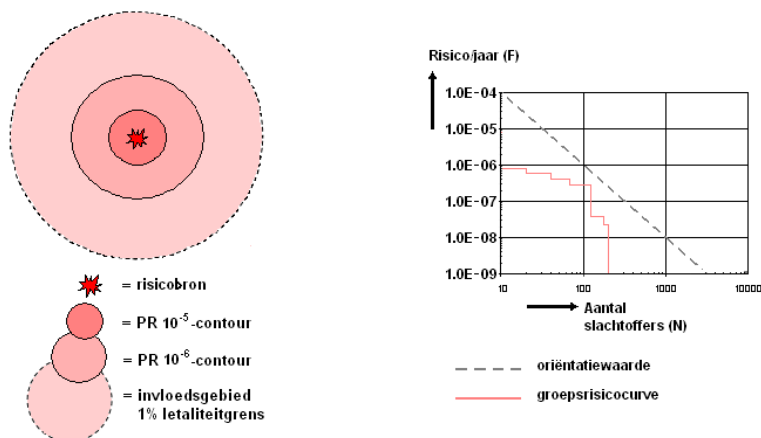 = risicobron
= PR 10-5-contour
= PR 10-6-contour
= invloedsgebied
1% letaliteitgrens
Risico/jaar (F)
1.0E-04
1.0E-05
1.0E-06
1.0E-07
1.0E-08
1.0E-09
10
100
1000
10000
Aantal
slachtoffers (N)
oriëntatiewaarde
groepsrisicocurve